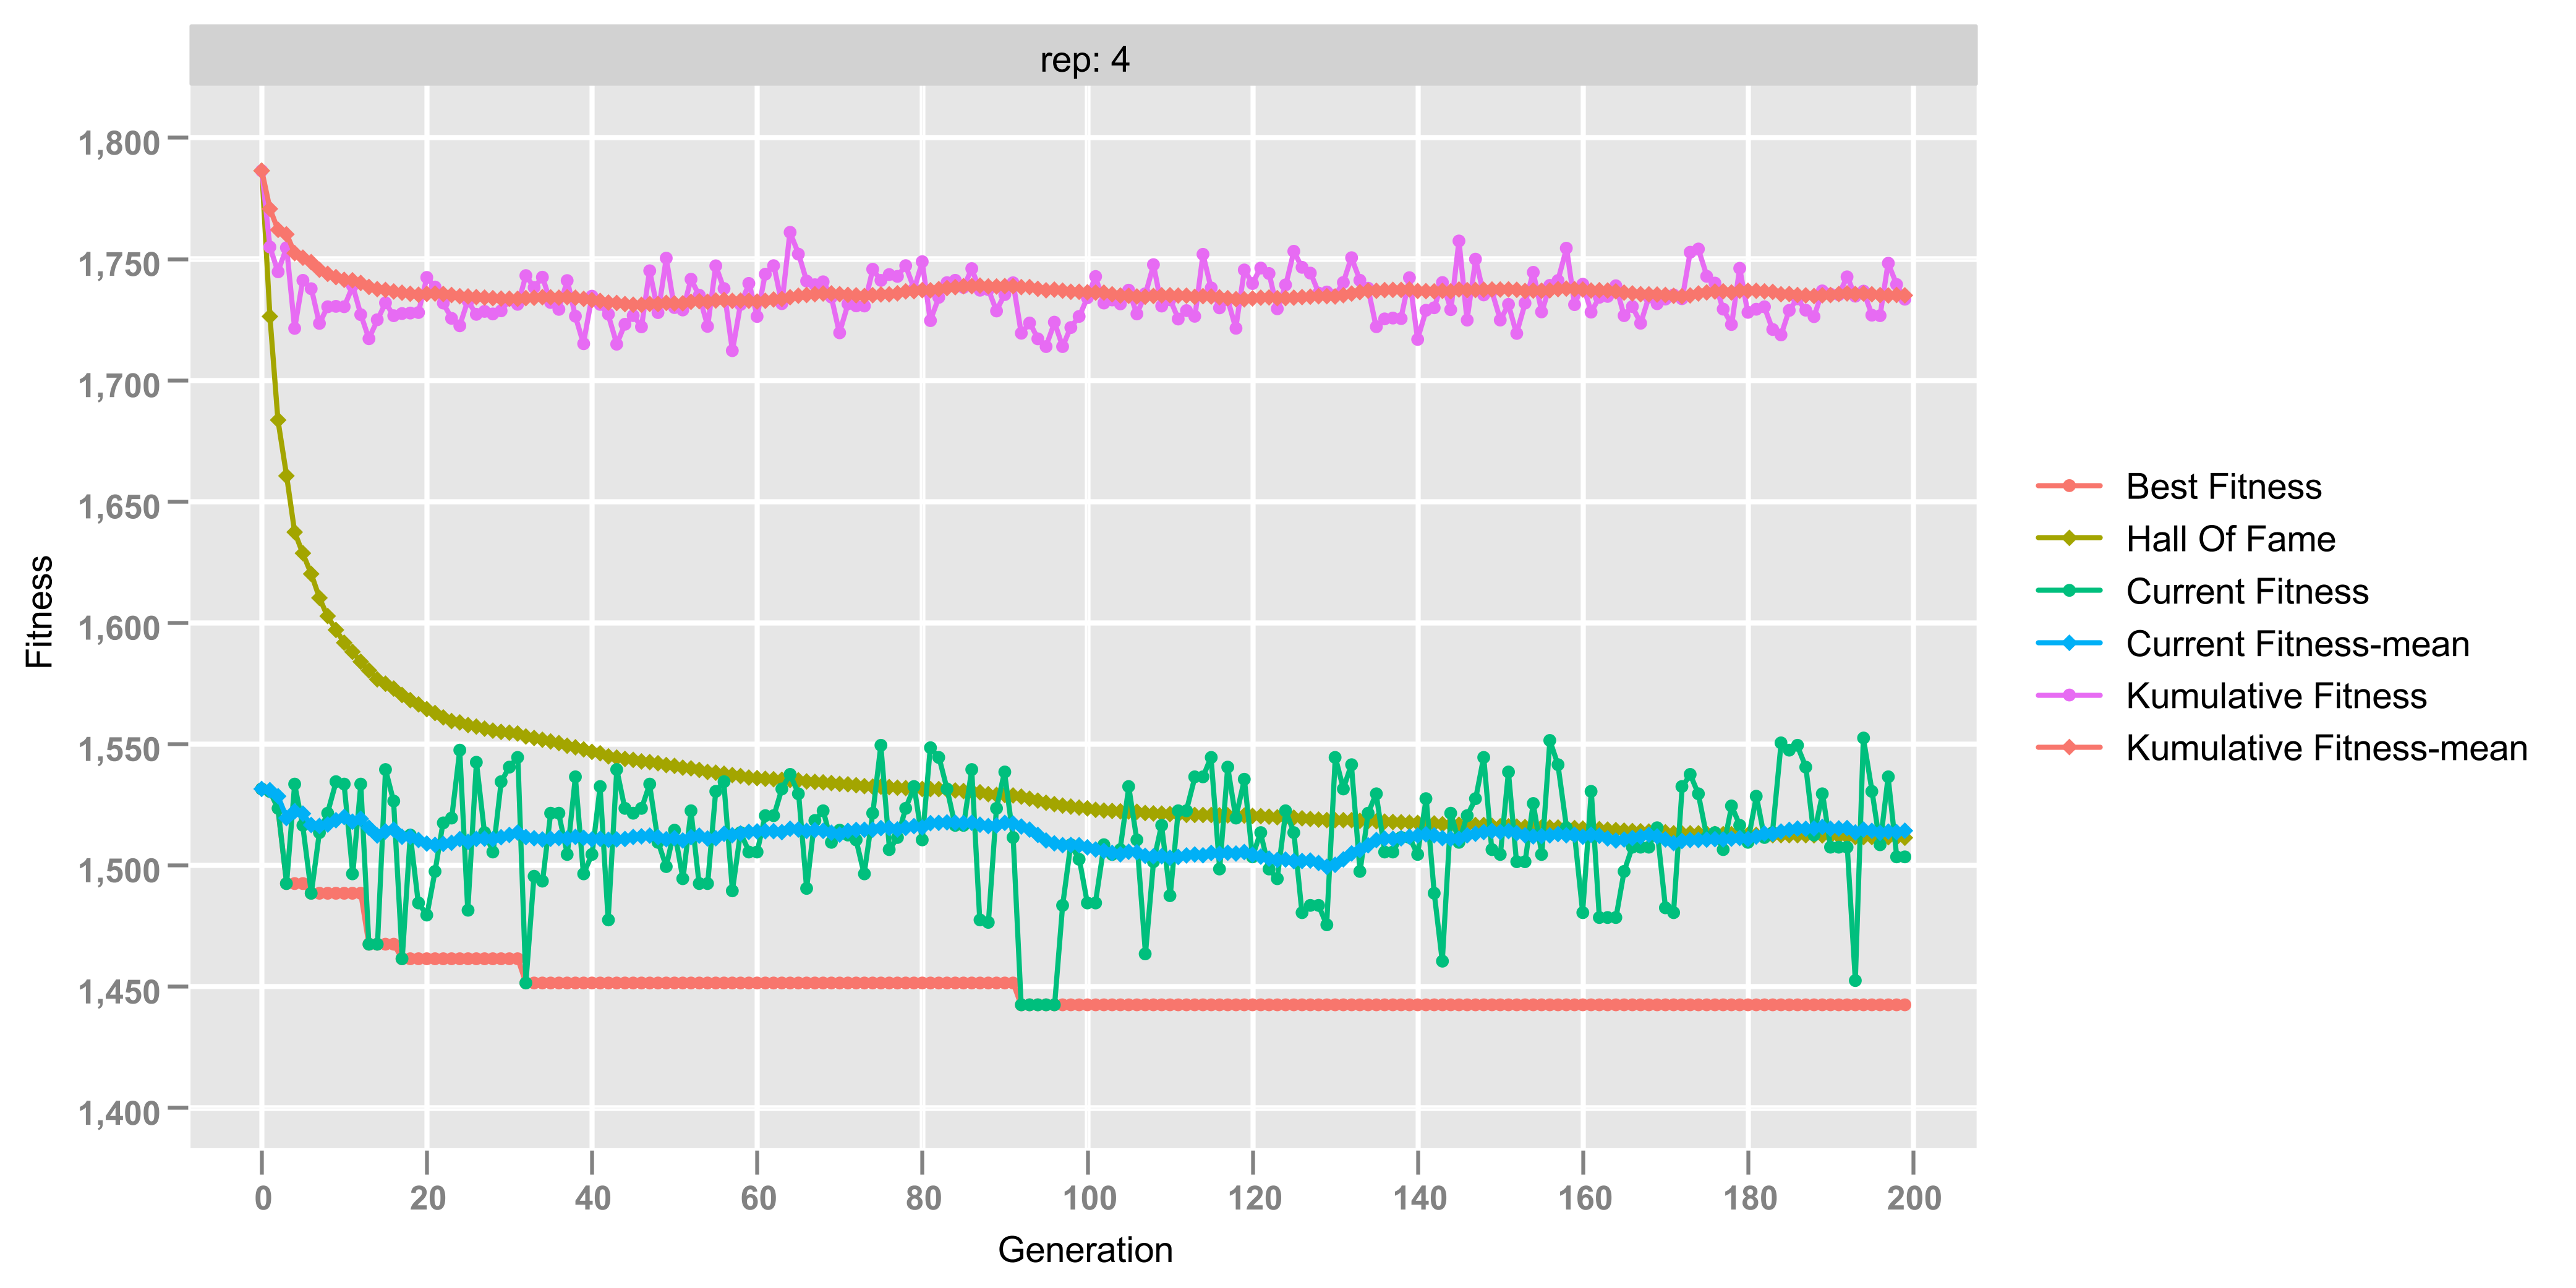 rep: 4
1,800
1,750
1,700
1,650
1,600
1,550
1,500
1,450
1,400
Fitness
0 20 40 60 80 100 120 140 160 180 200
Generation
Best Fitness
Hall Of Fame
Current Fitness
Current Fitness-mean
Kumulative Fitness
Kumulative Fitness-mean